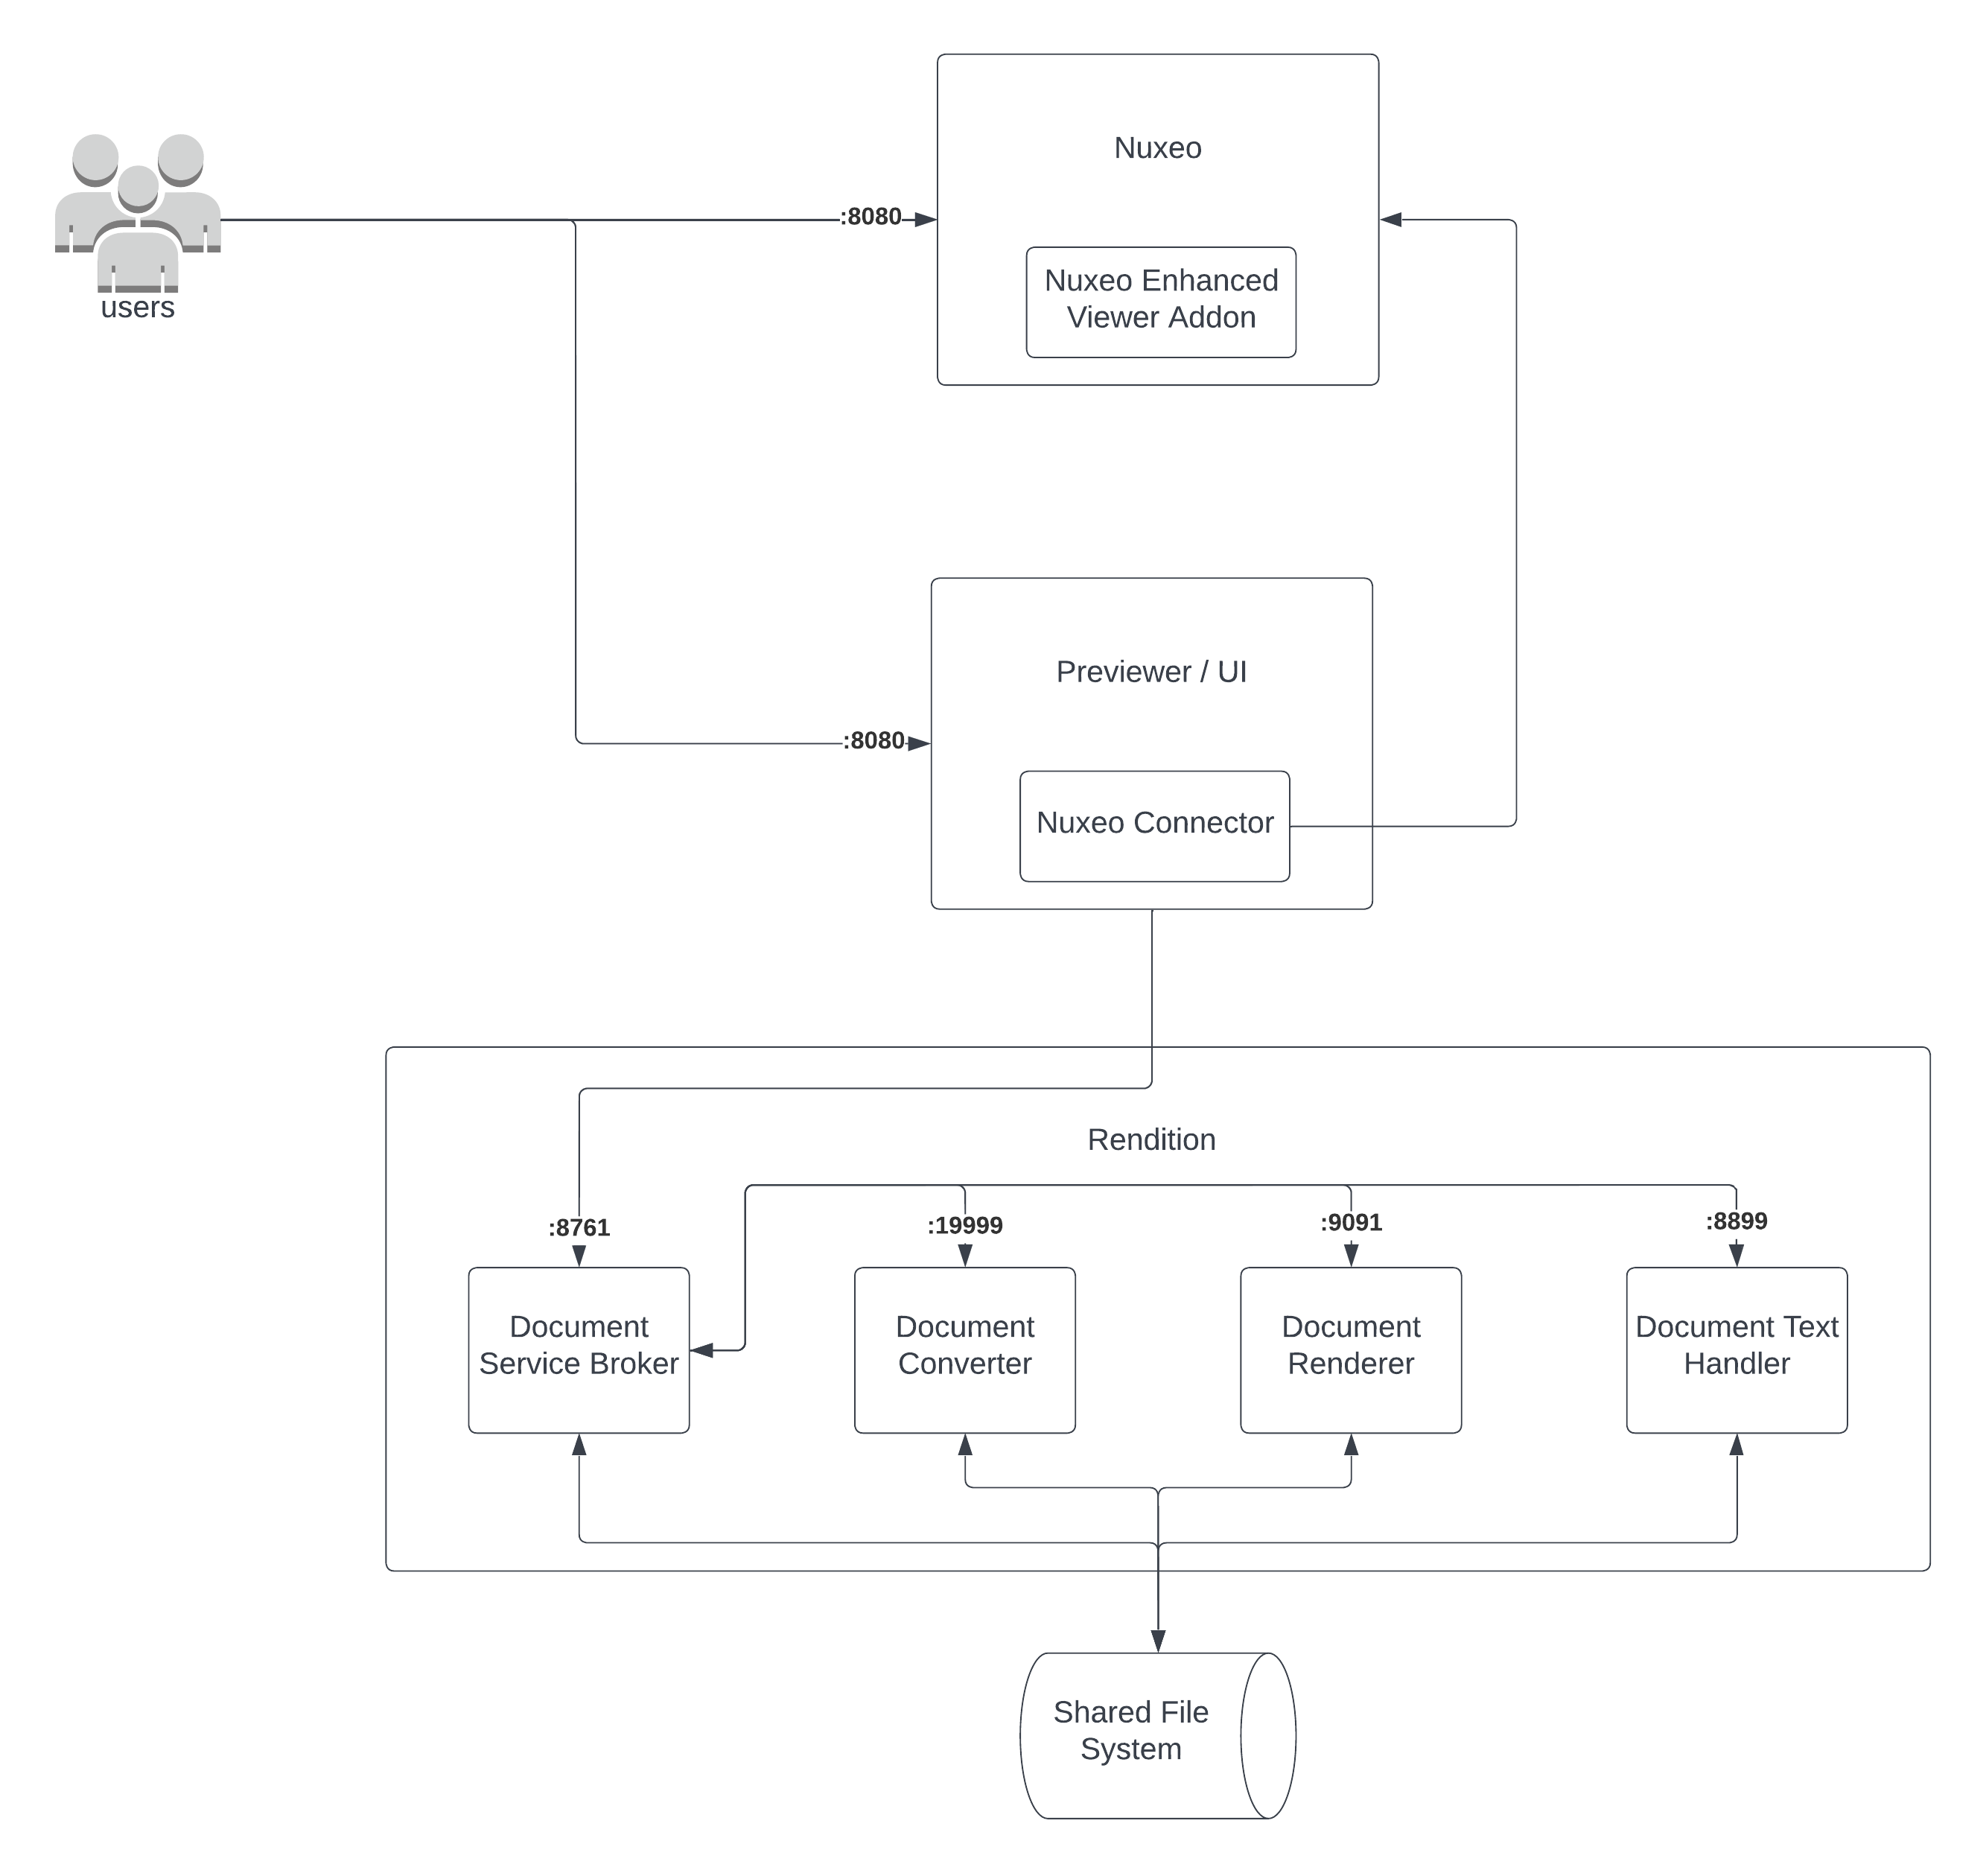 Nuxeo
:8080
Nuxeo Enhanced
Viewer Addon
users
Previewer / UI
:8080
Nuxeo Connector
Rendition
:8761
:19999
:9091
:8899
Document
Service Broker
Document
Converter
Document
Renderer
Document Text
Handler
Shared File
System